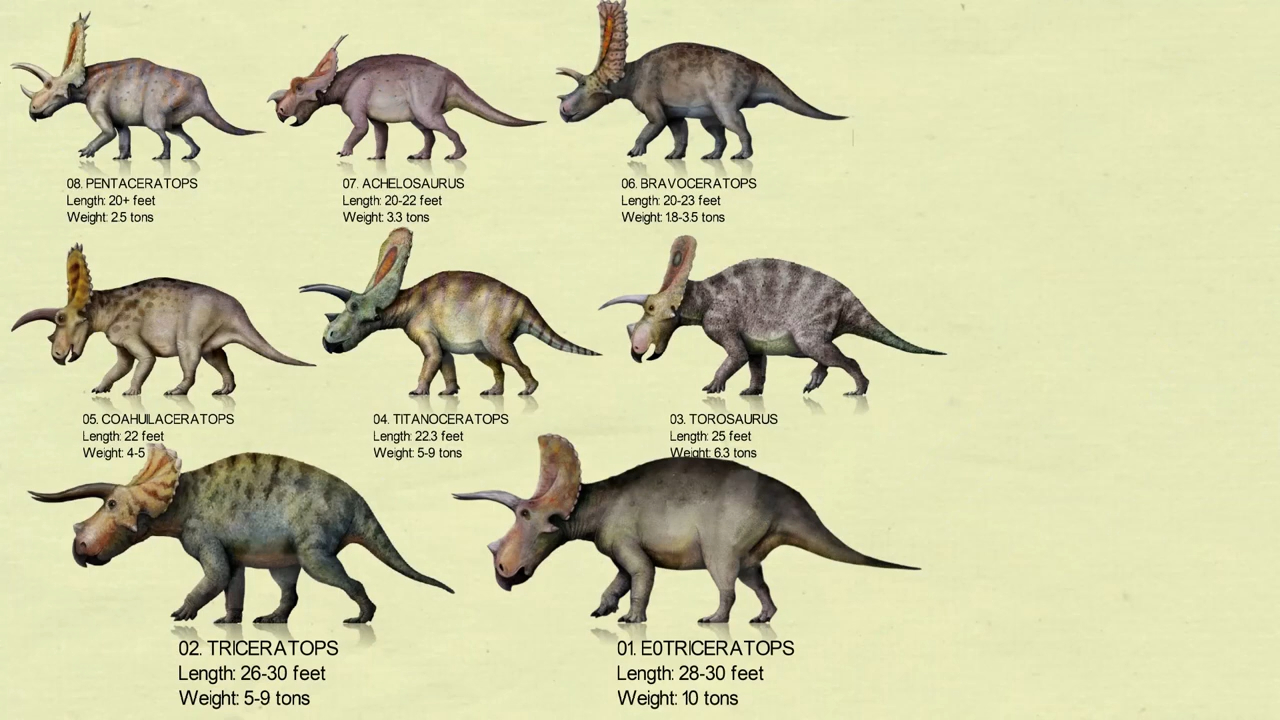 08. PENTACERATOPS
Length: 20+ feet
Weight: 2.5 tons
07. ACHELOSAURUS
Length: 20-22 feet
Weight: 3.3 tons
06. BRAVOCERATOPS
Length: 20-23 feet
Weight: 1.8-3.5 tons
05. COAHUILACERATOPS
Length: 22 feet
Weight: 4-5
04. TITANOCERATOPS
Length: 22.3 feet
Weight: 5-9 tons
03. TOROSAURUS
Length: 25 feet
Weight: 6.3 tons
02. TRICERATOPS
Length: 26-30 feet
Weight: 5-9 tons
01. E0TRICERATOPS
Length: 28-30 feet
Weight: 10 tons